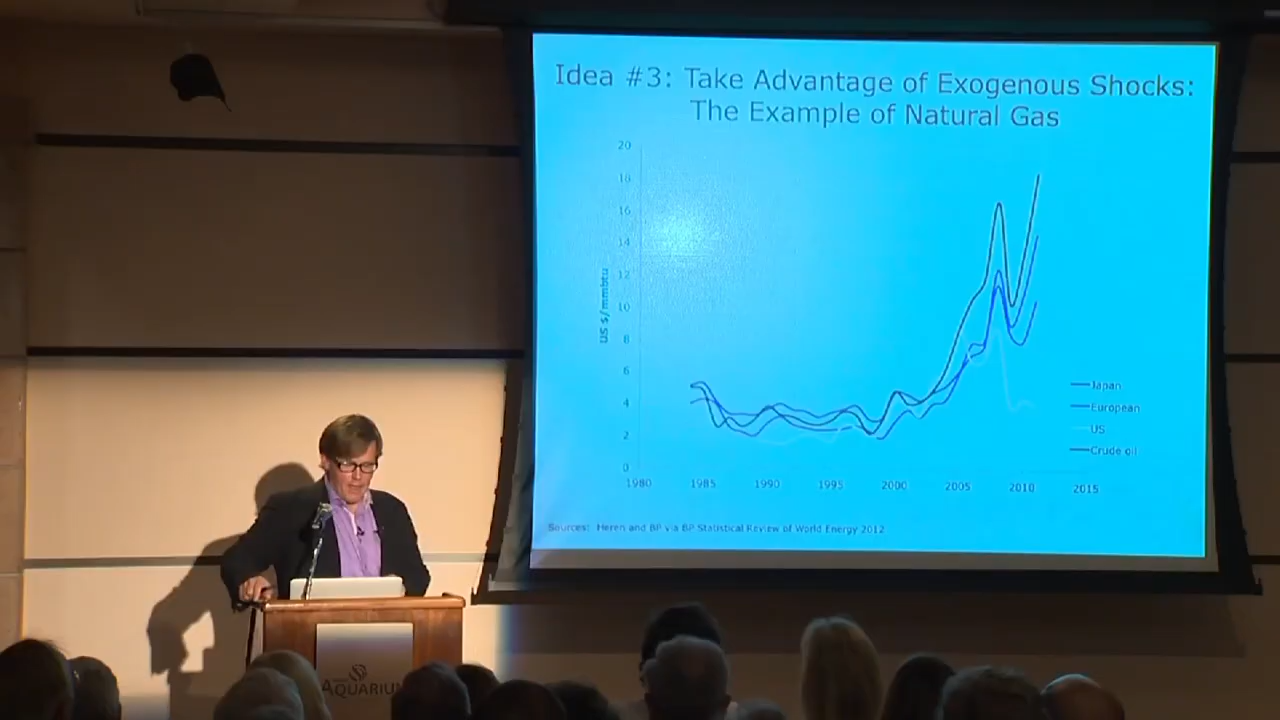 Idea #3: Take Advantage of Exogenous Shocks:
The Example of Natural Gas
20
18
16
14
12
10
8
6
4
2
0
US $/mmbtu
1980 1985 1990 1995 2000 2005 2010 2015
Japan
European
US
Crude oil
Sources: Heren and BP via BP Statistical Review of World Energy 2012
AQUARIUM